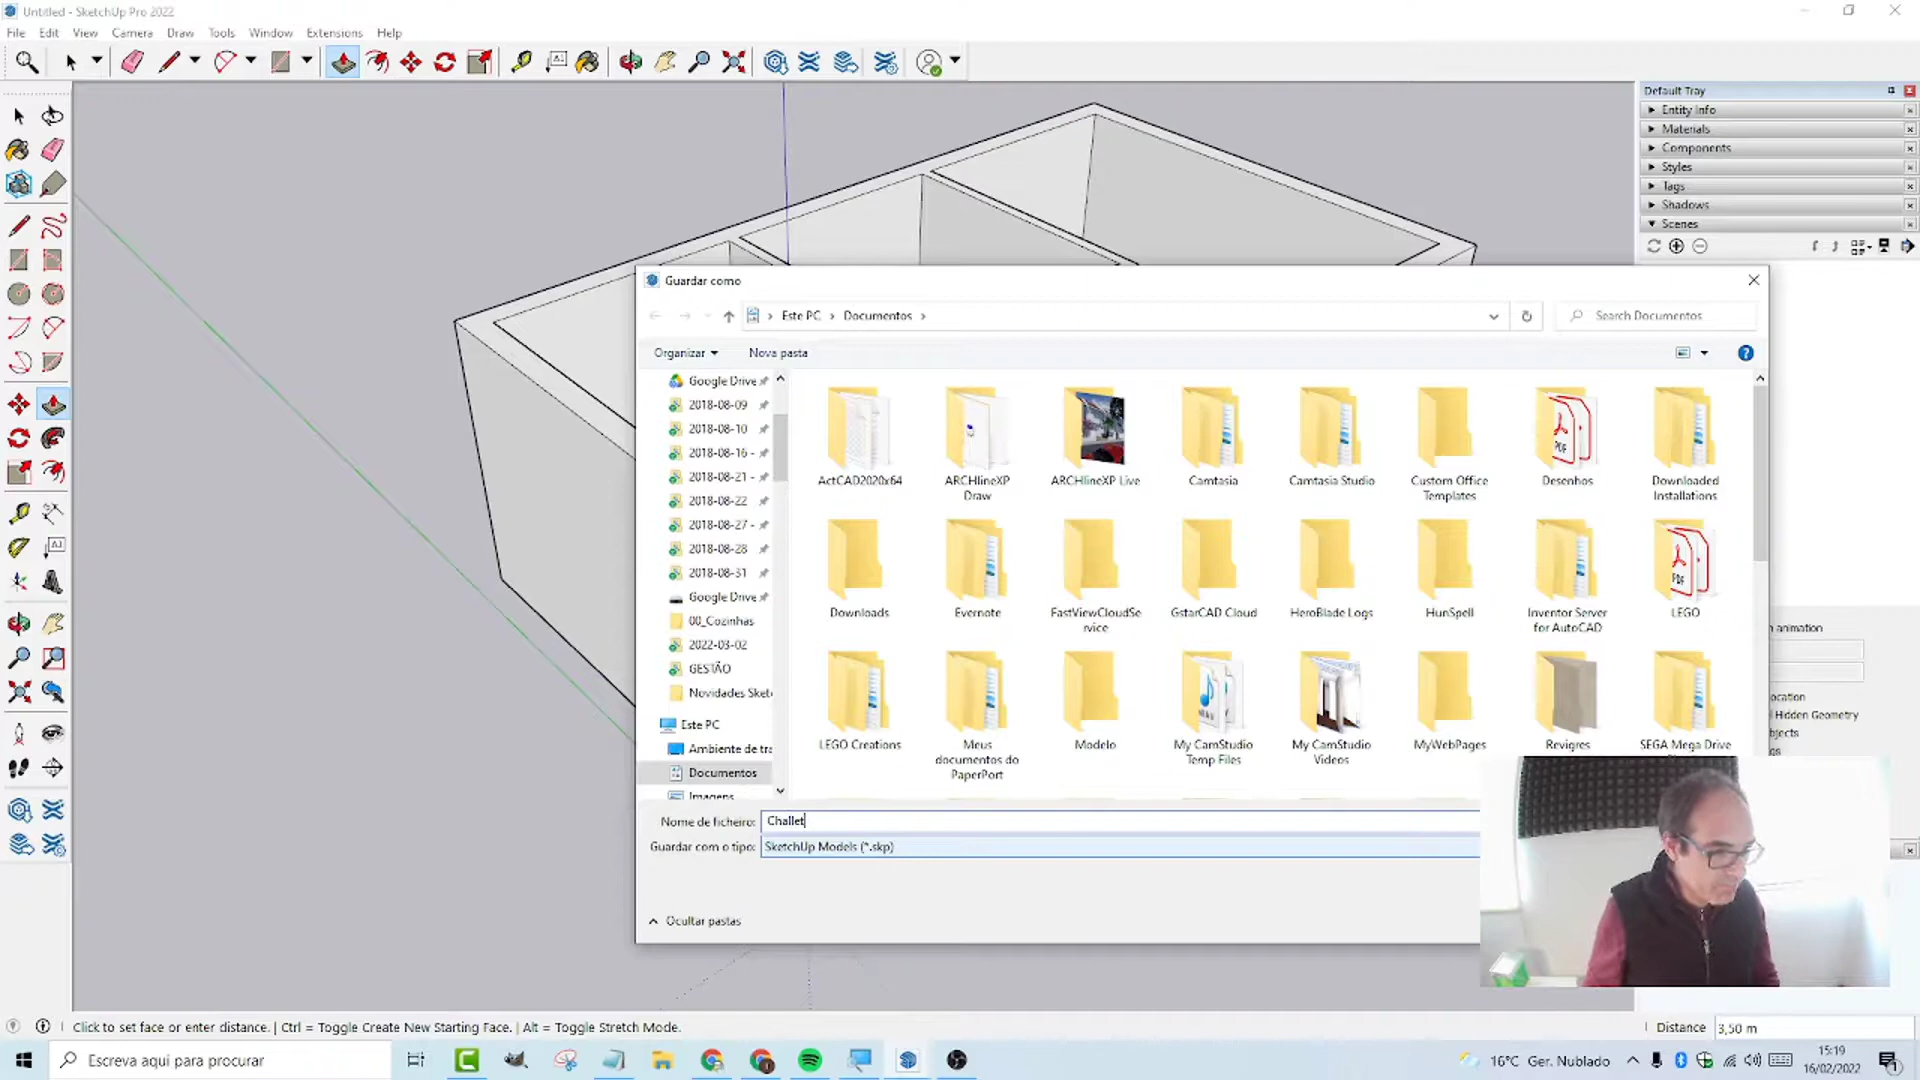 Untitled - SketchUp Pro 2022
File Edit View Camera Draw Tools Window Extensions Help
Default Tray
Entity Info
Materials
Components
Styles
Tags
Shadows
Scenes
Guardar como
Este PC Documentos
Search Documentos
Organizar Nova pasta
Google Drive
2018-08-09
2018-08-10
2018-08-16 -
2018-08-21 -
2018-08-22
2018-08-27 -
2018-08-28
2018-08-31
Google Drive
00_Cozinhas
2022-03-02
GESTÃO
Novidades Sket
Este PC
Ambiente de tra
Documentos
Imagens
ActCAD2020x64
ARCHlineXP Draw
ARCHlineXP Live
Camtasia
Camtasia Studio
Custom Office Templates
Desenhos
Downloaded Installations
Downloads
Evernote
FastViewCloudService
GstarCAD Cloud
HeroBlade Logs
HunSpell
Inventor Server for AutoCAD
LEGO
LEGO Creations
Meus documentos do PaperPort
Modelo
My CamStudio Temp Files
My CamStudio Videos
MyWebPages
Revigres
SEGA Mega Drive
n animation
ocation
l Hidden Geometry
bjects
Nome de ficheiro: Challet
Guardar com o tipo: SketchUp Models (*.skp)
Ocultar pastas
Click to set face or enter distance. | Ctrl = Toggle Create New Starting Face. | Alt = Toggle Stretch Mode.
Distance 3,50 m
Escreva aqui para procurar
16°C Ger. Nublado
15:19
16/02/2022